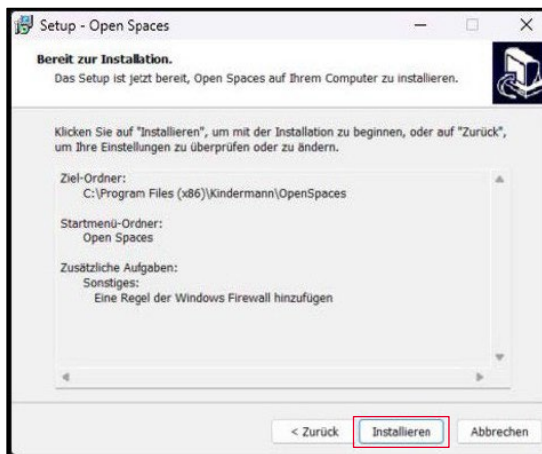 Setup - Open Spaces
Bereit zur Installation.
Das Setup ist jetzt bereit, Open Spaces auf Ihrem Computer zu installieren.
Klicken Sie auf "Installieren", um mit der Installation zu beginnen, oder auf "Zurück",
um Ihre Einstellungen zu überprüfen oder zu ändern.
Ziel-Ordner:
C:\Program Files (x86)\Kindermann\OpenSpaces
Startmenü-Ordner:
Open Spaces
Zusätzliche Aufgaben:
Sonstiges:
Eine Regel der Windows Firewall hinzufügen
< Zurück Installieren Abbrechen